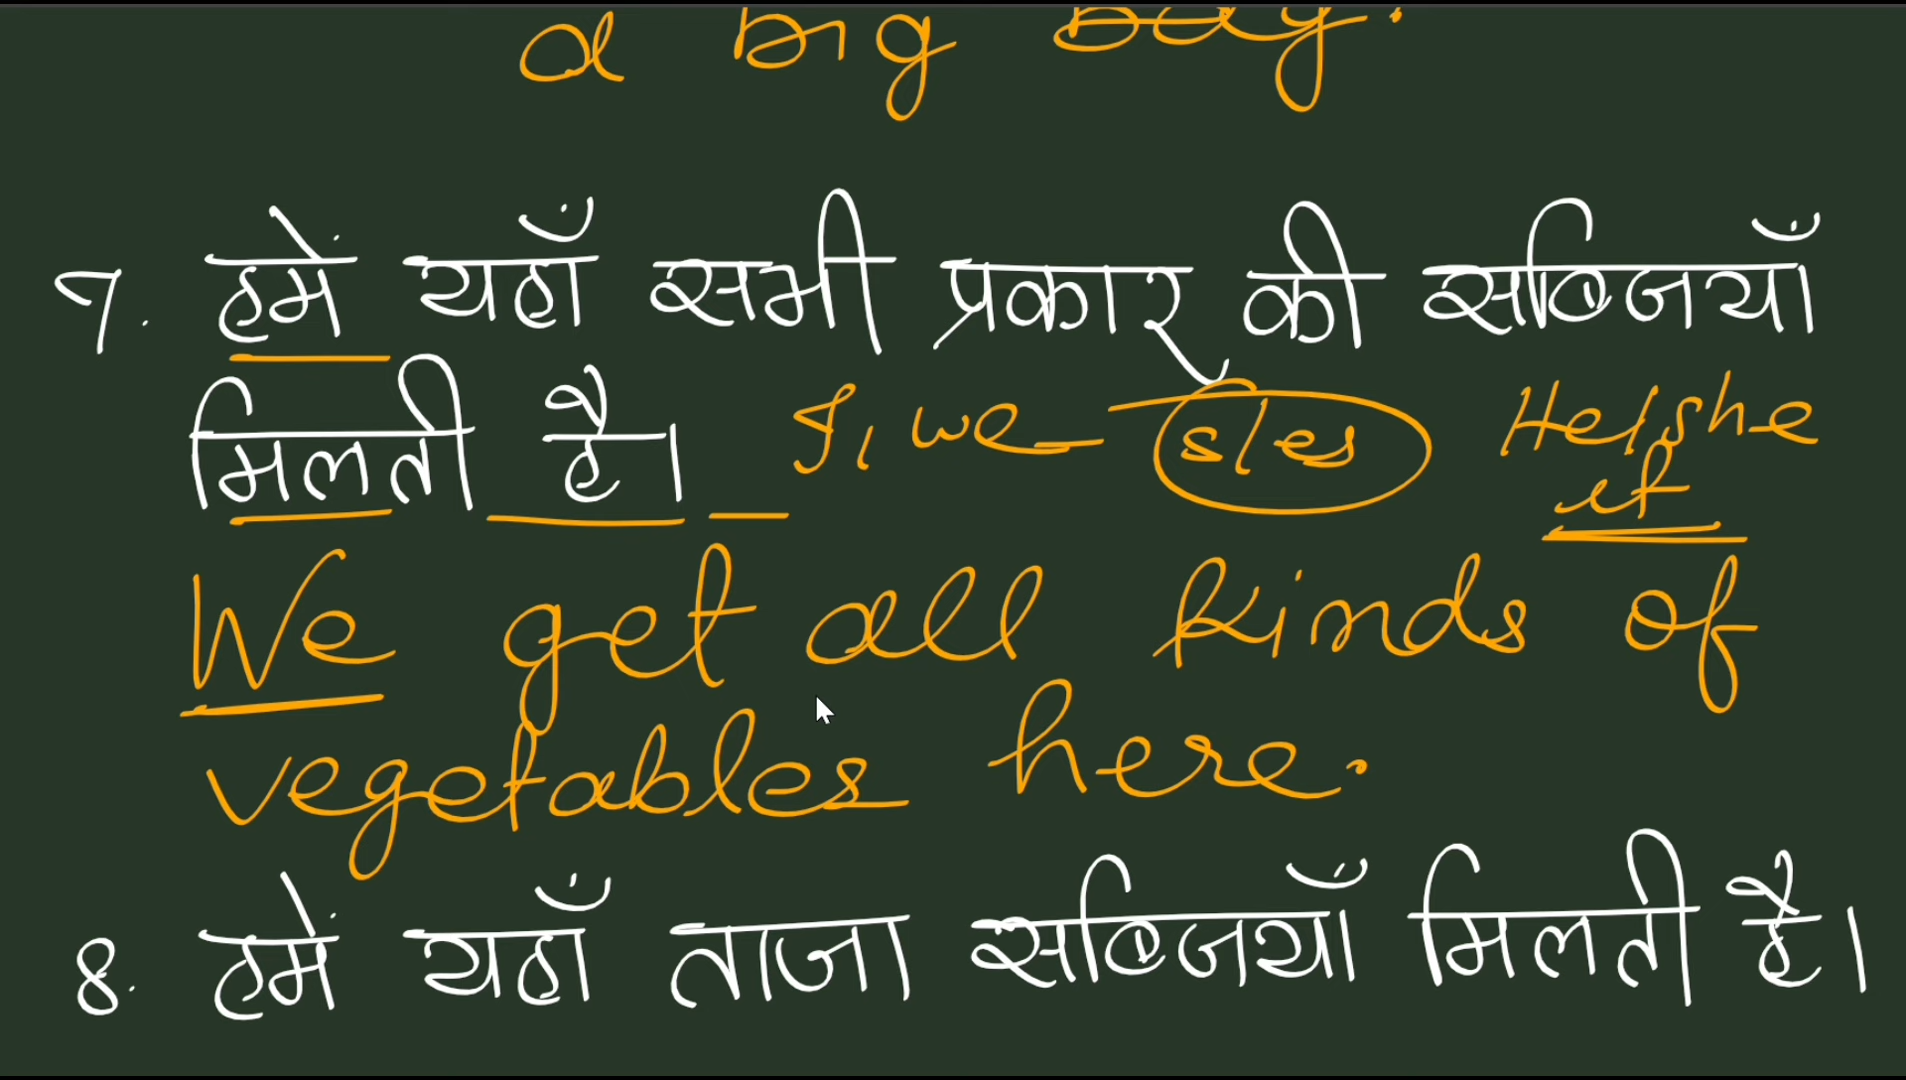 a big
7. हमें यहाँ सभी प्रकार की सब्जियाँ
मिलती है। I, we s/es He/she
it
We get all kinds of
vegetables here.
8. हमें यहाँ ताजा सब्जियाँ मिलती है।